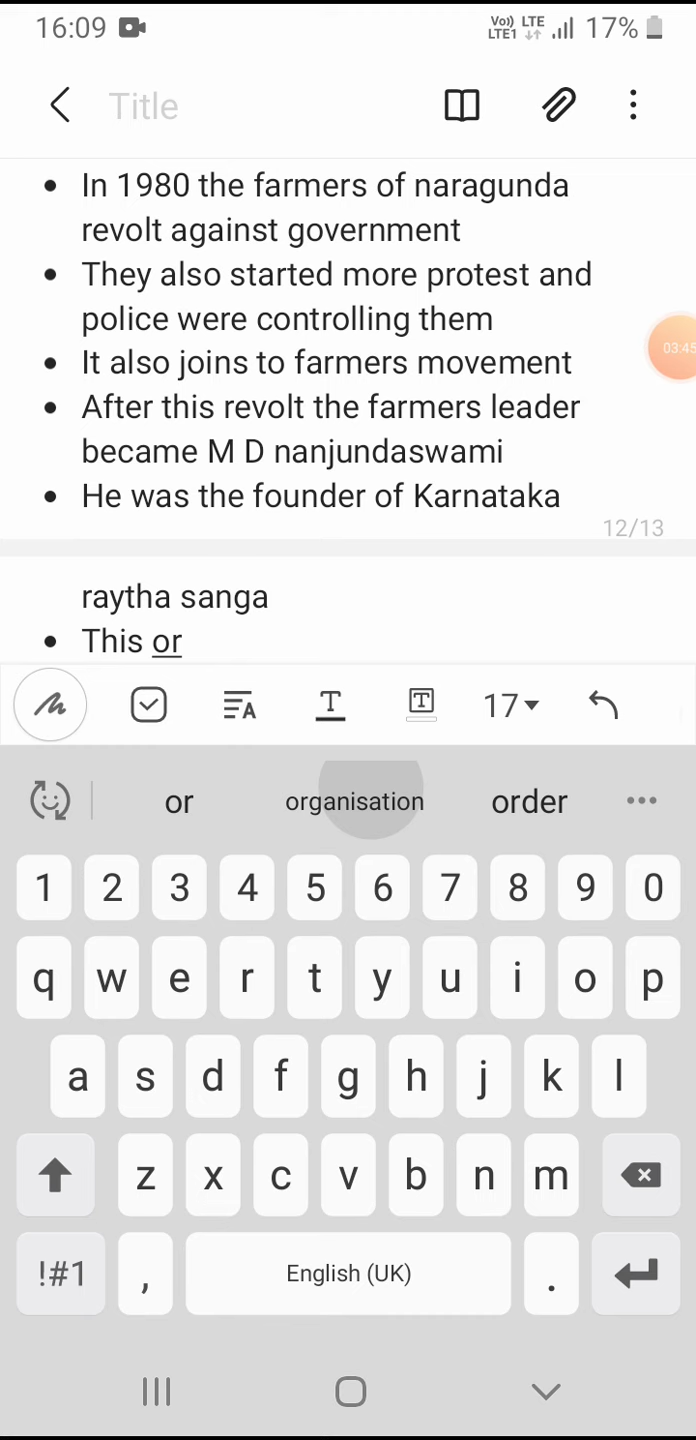 16:09 Vo)) LTE LTE1 17%
Title
• In 1980 the farmers of naragunda
revolt against government
• They also started more protest and
police were controlling them
• It also joins to farmers movement
• After this revolt the farmers leader
became M D nanjundaswami
• He was the founder of Karnataka
03:45
12/13
raytha sanga
• This or
17
or organisation order
1 2 3 4 5 6 7 8 9 0
q w e r t y u i o p
a s d f g h j k l
z x c v b n m
!#1 , English (UK) .